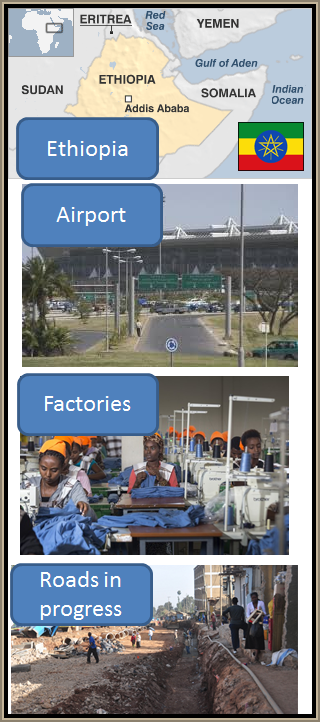 ERITREA
Red
Sea
YEMEN
Gulf of Aden
ETHIOPIA
SUDAN
SOMALIA
Indian
Ocean
Addis Ababa
Ethiopia
Airport
Factories
Roads in
progress